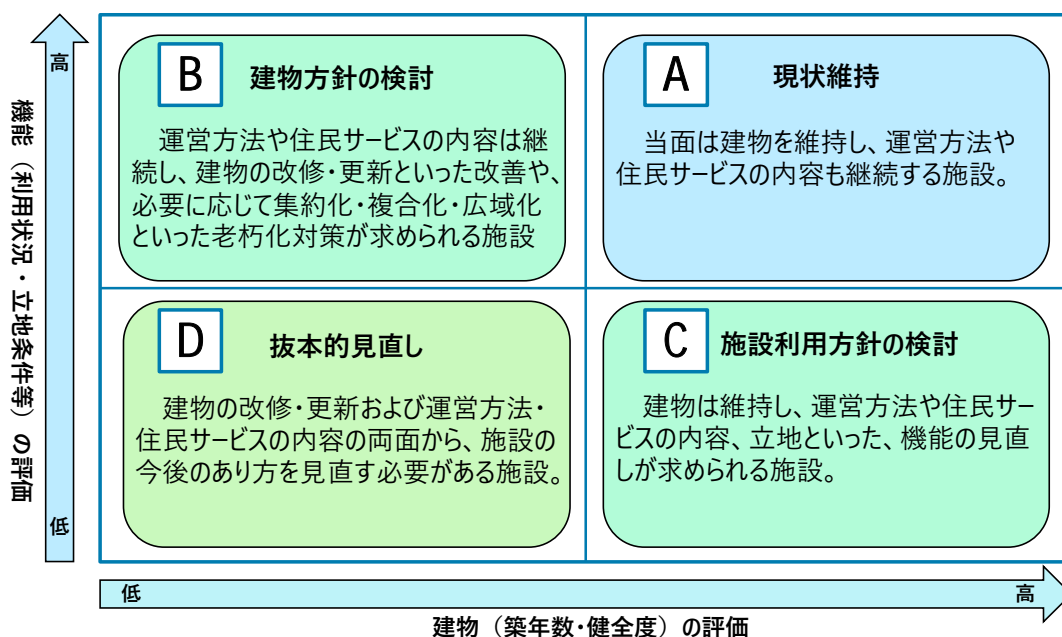 高
機能（利用状況・立地条件等）の評価
低
B
建物方針の検討
運営方法や住民サービスの内容は継
続し、建物の改修・更新といった改善や、
必要に応じて集約化・複合化・広域化
といった老朽化対策が求められる施設
A
現状維持
当面は建物を維持し、運営方法や
住民サービスの内容も継続する施設。
D
抜本的見直し
建物の改修・更新および運営方法・
住民サービスの内容の両面から、施設の
今後のあり方を見直す必要がある施設。
C
施設利用方針の検討
建物は維持し、運営方法や住民サー
ビスの内容、立地といった、機能の見直
しが求められる施設。
低
高
建物（築年数・健全度）の評価